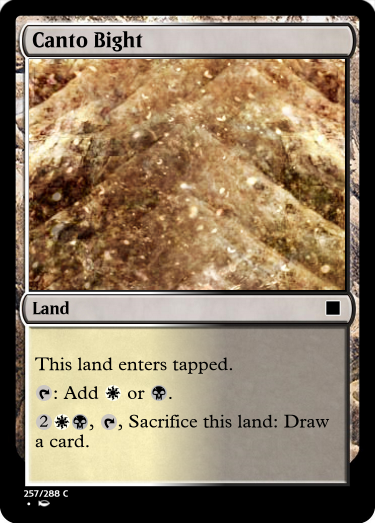 Canto Bight
Land
This land enters tapped.
: Add or .
2 , , Sacrifice this land: Draw
a card.
257/288 C